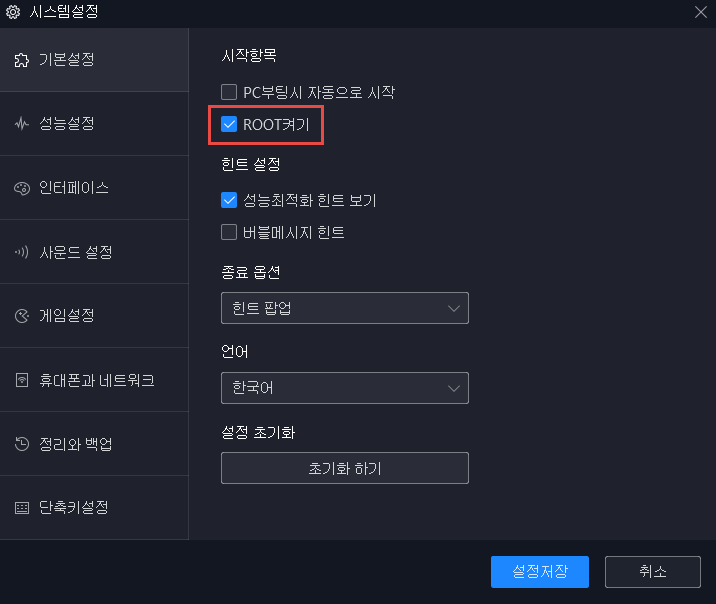 시스템설정
기본설정
성능설정
인터페이스
사운드 설정
게임설정
휴대폰과 네트워크
정리와 백업
단축키설정
시작항목
PC부팅시 자동으로 시작
ROOT켜기
힌트 설정
성능최적화 힌트 보기
버블메시지 힌트
종료 옵션
힌트 팝업
언어
한국어
설정 초기화
초기화 하기
설정저장
취소